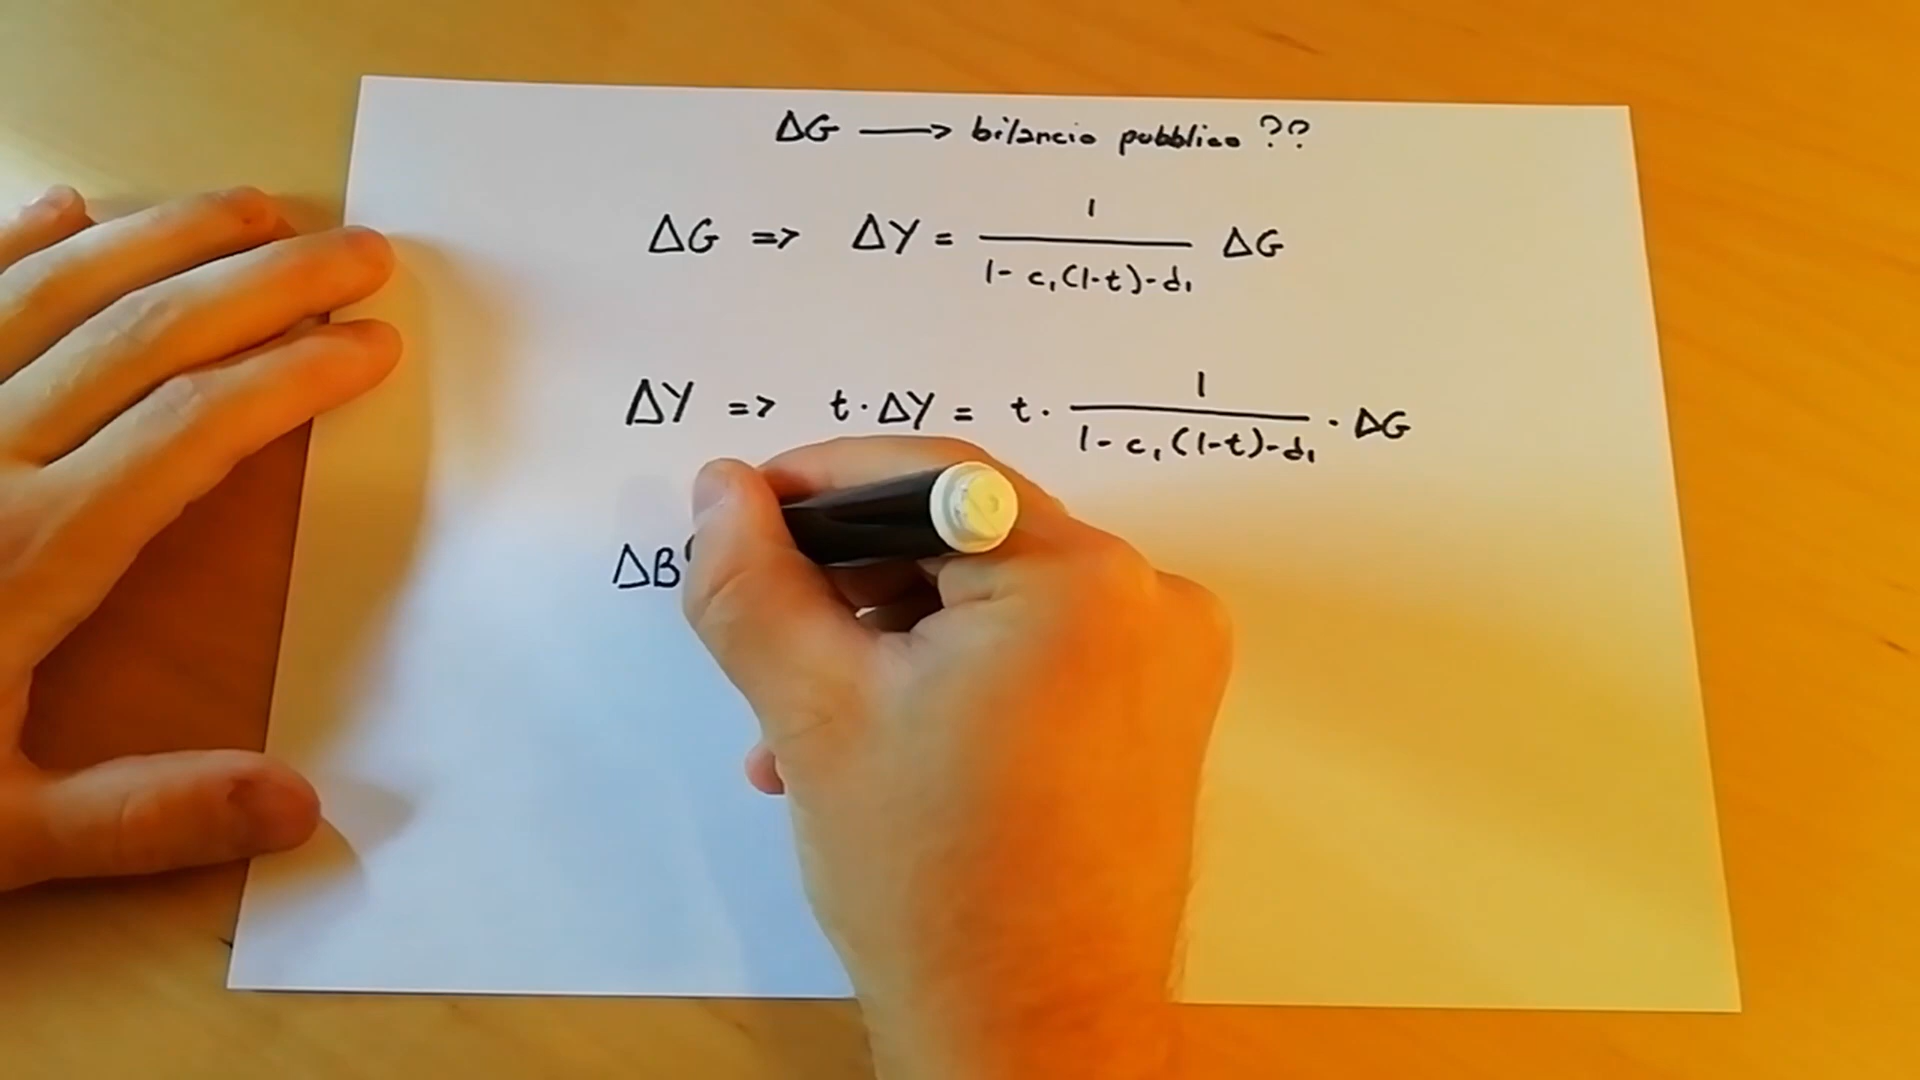 ΔG ⟶ bilancio pubblico ??
ΔG => ΔY = 1 / (1 - c₁(1-t) - d₁) ΔG
ΔY => t · ΔY = t · 1 / (1 - c₁(1-t) - d₁) · ΔG
ΔB